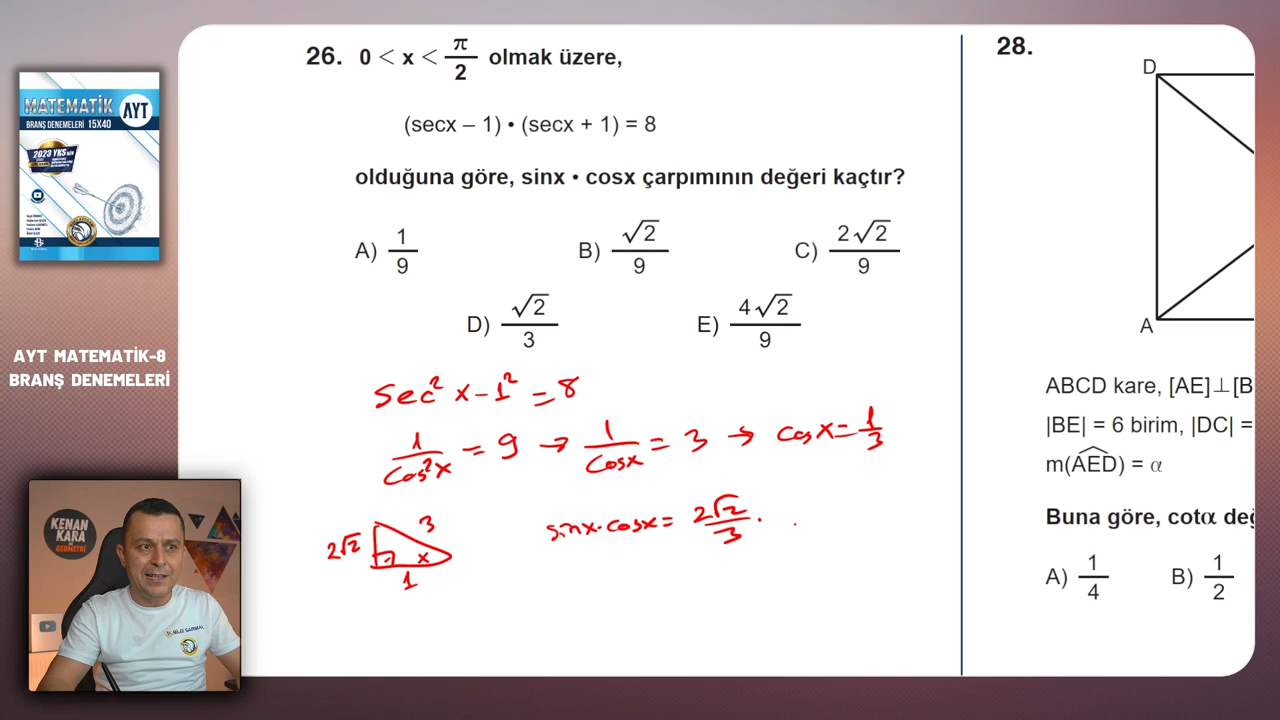 MATEMATİK
AYT
BRANŞ DENEMELERİ 15X40
2023 YKS'NİN
AYT MATEMATİK-8
BRANŞ DENEMELERİ
KENAN
KARA
GEOMETRİ
26. 0 < x < π/2 olmak üzere,
(secx – 1) • (secx + 1) = 8
olduğuna göre, sinx • cosx çarpımının değeri kaçtır?
A) 1/9 B) √2/9 C) 2√2/9
D) √2/3 E) 4√2/9
Sec² x - 1² = 8
1/Cos²x = 9 → 1/Cosx = 3 → Cosx = 1/3
2√2 3 x 1
sinx·cosx = 2√2/3 ·
28.
D
A
ABCD kare, [AE]⊥[B
|BE| = 6 birim, |DC| =
m(AED) = α
Buna göre, cotα değ
A) 1/4 B) 1/2